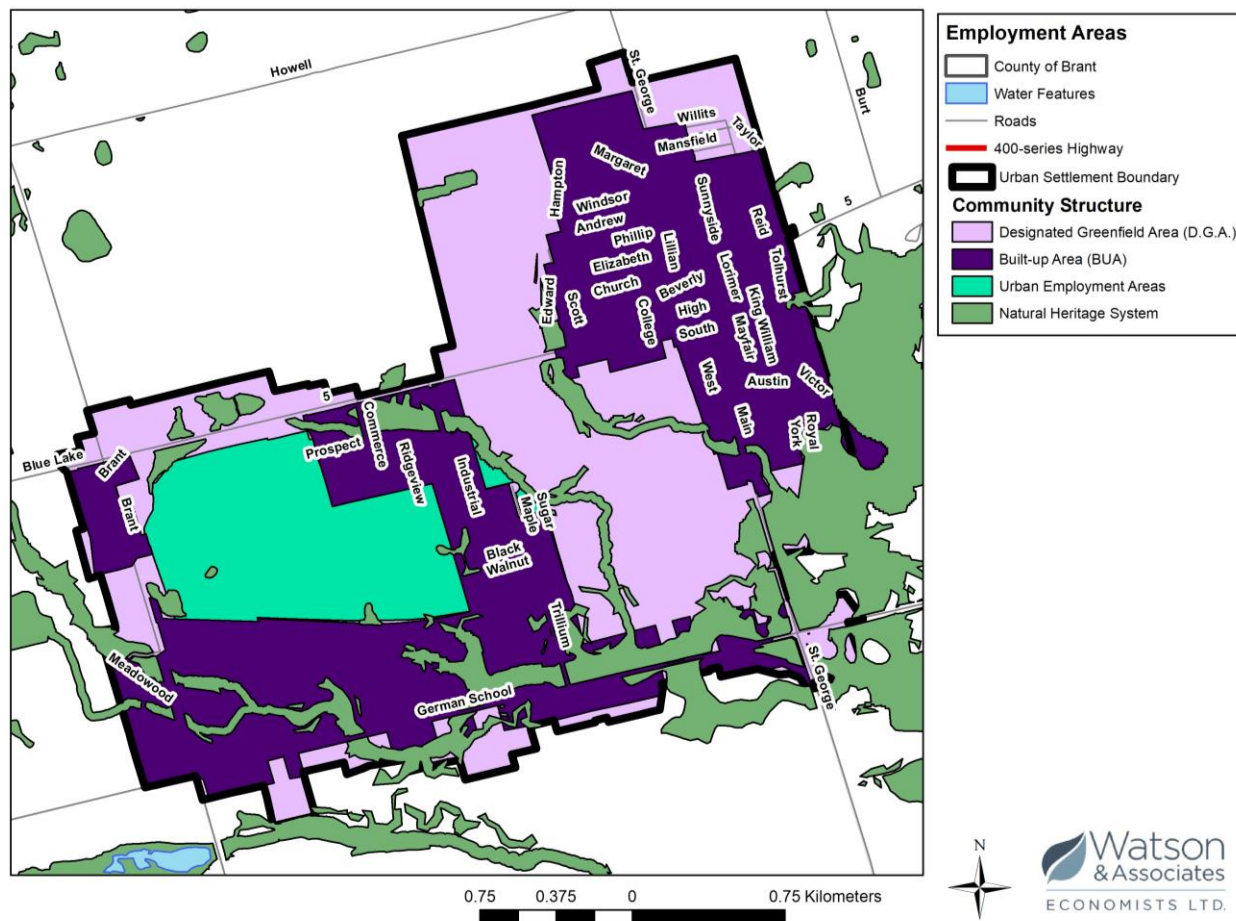 Howell
St. George
Burt
Willits
Taylor
Mansfield
Margaret
Hampton
Windsor
Andrew
Sunnyside
Reid
5
Phillip
Lillian
Elizabeth
Lorimer
Tolhurst
Church
Beverly
Edward
Scott
College
High
King William
South
Mayfair
West
Austin
Victor
5
Commerce
Main
Royal
York
Blue Lake
Brant
Prospect
Ridgeview
Industrial
Brant
Sugar
Maple
Black
Walnut
Trillium
Meadowood
German School
St. George
Employment Areas
County of Brant
Water Features
Roads
400-series Highway
Urban Settlement Boundary
Community Structure
Designated Greenfield Area (D.G.A.)
Built-up Area (BUA)
Urban Employment Areas
Natural Heritage System
0.75 0.375 0 0.75 Kilometers
N
Watson
& Associates
ECONOMISTS LTD.